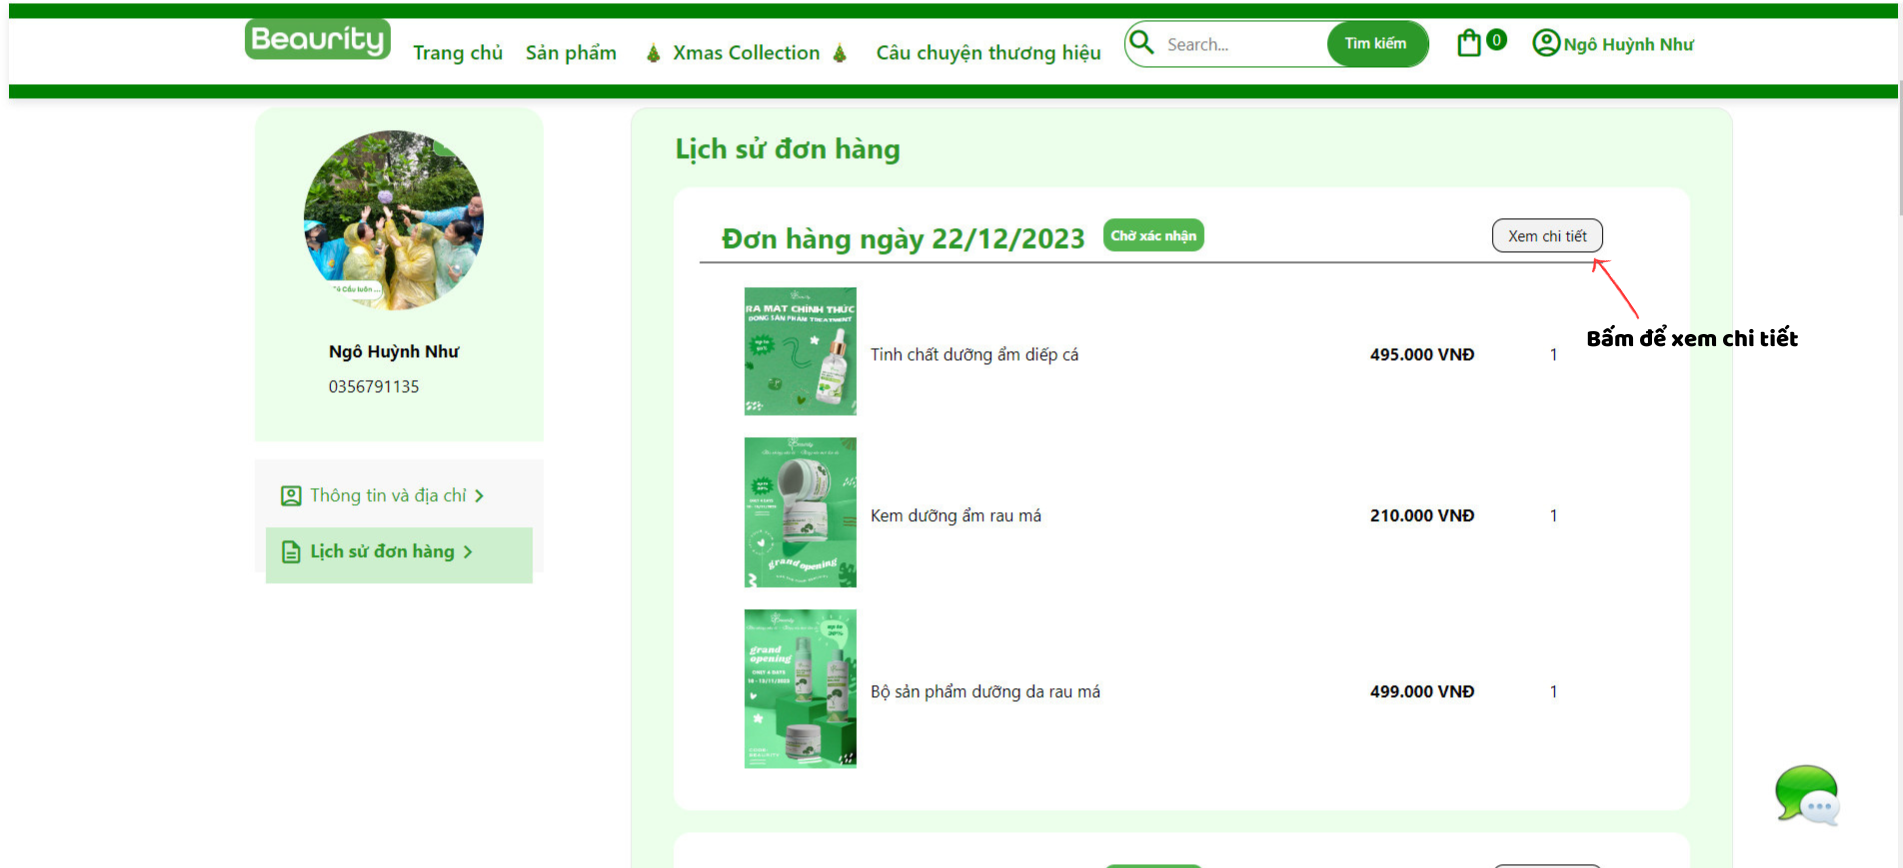 Beaurity
Trang chủ Sản phẩm Xmas Collection Câu chuyện thương hiệu Search... Tìm kiếm 0 Ngô Huỳnh Như
Lịch sử đơn hàng
Đơn hàng ngày 22/12/2023 Chờ xác nhận Xem chi tiết
Bấm để xem chi tiết
RA MẮT CHÍNH THỨC
DÒNG SẢN PHẨM TREATMENT
Tinh chất dưỡng ẩm diếp cá 495.000 VNĐ 1
Ngô Huỳnh Như
0356791135
Thông tin và địa chỉ
Lịch sử đơn hàng
grand opening
Kem dưỡng ẩm rau má 210.000 VNĐ 1
grand
opening
Bộ sản phẩm dưỡng da rau má 499.000 VNĐ 1